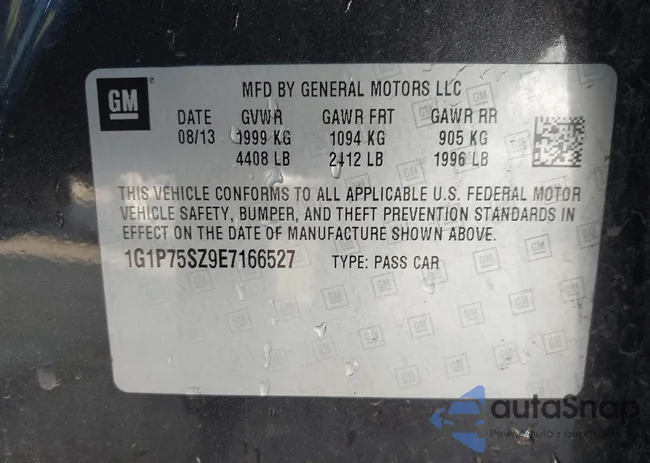 GM
MFD BY GENERAL MOTORS LLC
DATE GVWR GAWR FRT GAWR RR
08/13 1999 KG 1094 KG 905 KG
4408 LB 2412 LB 1996 LB
THIS VEHICLE CONFORMS TO ALL APPLICABLE U.S. FEDERAL MOTOR
VEHICLE SAFETY, BUMPER, AND THEFT PREVENTION STANDARDS IN
EFFECT ON THE DATE OF MANUFACTURE SHOWN ABOVE.
1G1P75SZ9E7166527 TYPE: PASS CAR
autaSnap